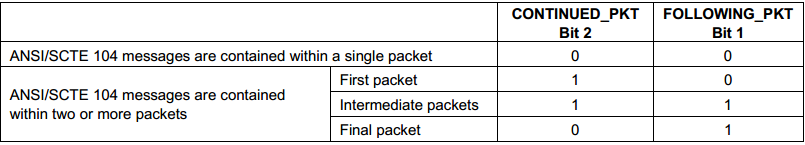 CONTINUED_PKT FOLLOWING_PKT
Bit 2 Bit 1
ANSI/SCTE 104 messages are contained within a single packet 0 0
ANSI/SCTE 104 messages are contained
within two or more packets
First packet 1 0
Intermediate packets 1 1
Final packet 0 1